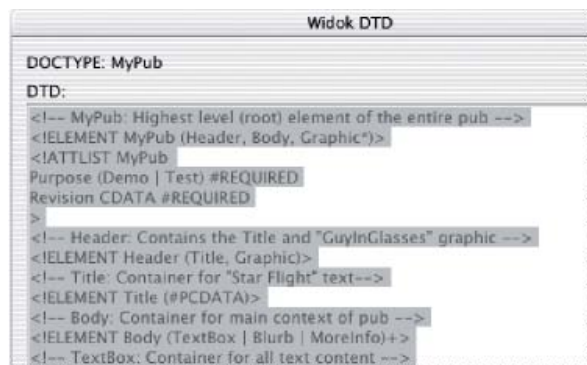 Widok DTD
DOCTYPE: MyPub
DTD:
<!-- MyPub: Highest level (root) element of the entire pub -->
<!ELEMENT MyPub (Header, Body, Graphic*)>
<!ATTLIST MyPub
Purpose (Demo | Test) #REQUIRED
Revision CDATA #REQUIRED
>
<!-- Header: Contains the Title and "GuyInGlasses" graphic -->
<!ELEMENT Header (Title, Graphic)>
<!-- Title: Container for "Star Flight" text-->
<!ELEMENT Title (#PCDATA)>
<!-- Body: Container for main context of pub -->
<!ELEMENT Body (TextBox | Blurb | MoreInfo)+>
<!-- TextBox: Container for all text content -->